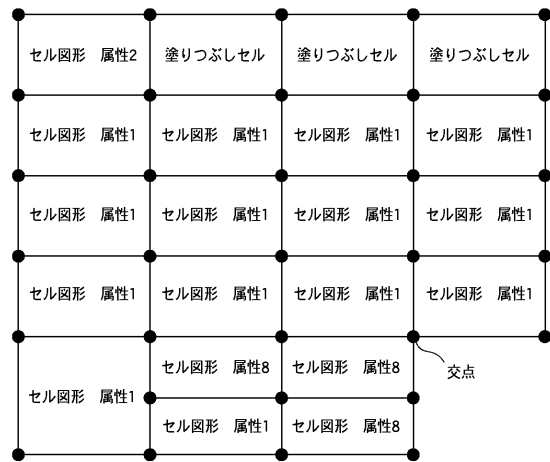 セル図形　属性2　塗りつぶしセル　塗りつぶしセル　塗りつぶしセル
セル図形　属性1　セル図形　属性1　セル図形　属性1　セル図形　属性1
セル図形　属性1　セル図形　属性1　セル図形　属性1　セル図形　属性1
セル図形　属性1　セル図形　属性1　セル図形　属性1　セル図形　属性1
セル図形　属性8　セル図形　属性8
交点
セル図形　属性1
セル図形　属性1　セル図形　属性8